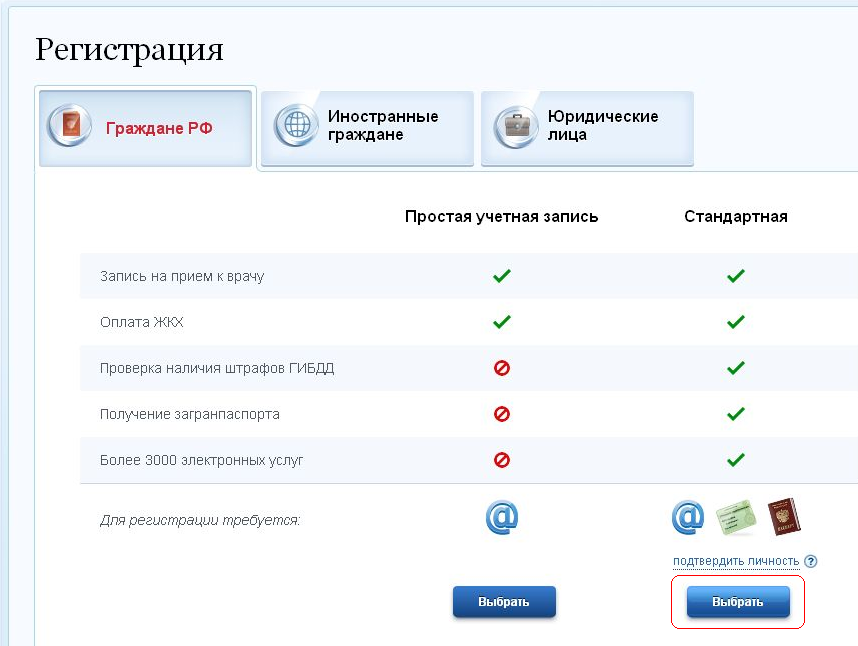 Регистрация
Граждане РФ
Иностранные
граждане
Юридические
лица
Простая учетная запись Стандартная
Запись на прием к врачу
Оплата ЖКХ
Проверка наличия штрафов ГИБДД
Получение загранпаспорта
Более 3000 электронных услуг
Для регистрации требуется: @ @
подтвердить личность ?
Выбрать Выбрать